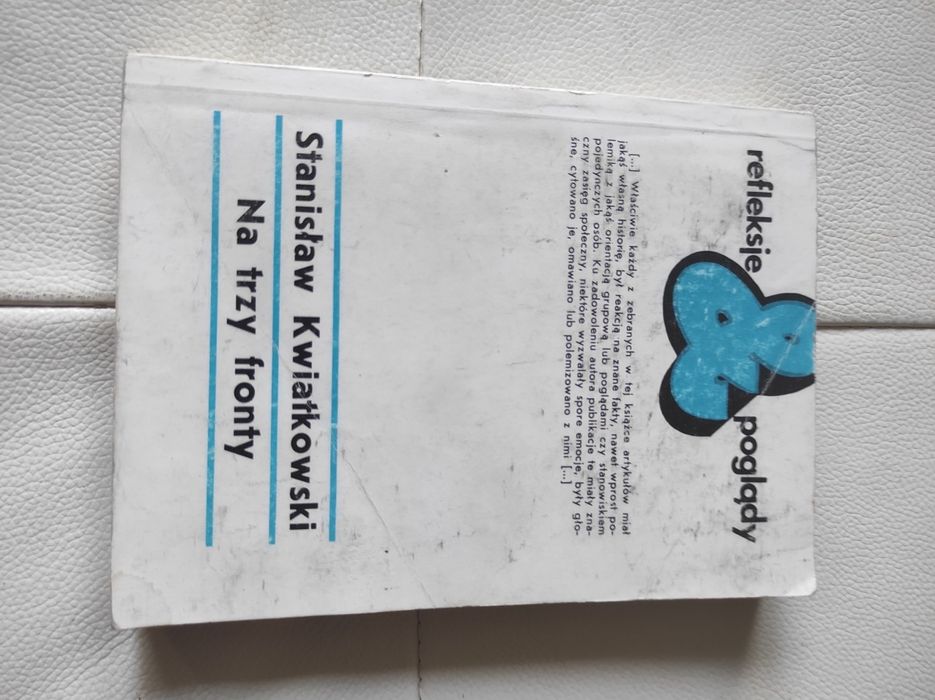 refleksje & poglądy
[...] Właściwie każdy z zebranych w tej książce artykułów miał
jakąś własną historię, był reakcją na znane fakty, nawet wprost po-
lemiką z jakąś orientacją grupową lub poglądami czy stanowiskiem
pojedynczych osób. Ku zadowoleniu autora publikacje te miały zna-
czny zasięg społeczny, niektóre wyzwalały spore emocje, były gło-
śne, cytowano je, omawiano lub polemizowano z nimi [...]
Stanisław Kwiatkowski
Na trzy fronty